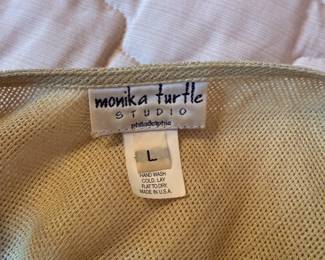 monika turtle
STUDIO
philadelphia
L
HAND WASH
COLD, LAY
FLAT TO DRY.
MADE IN U.S.A.